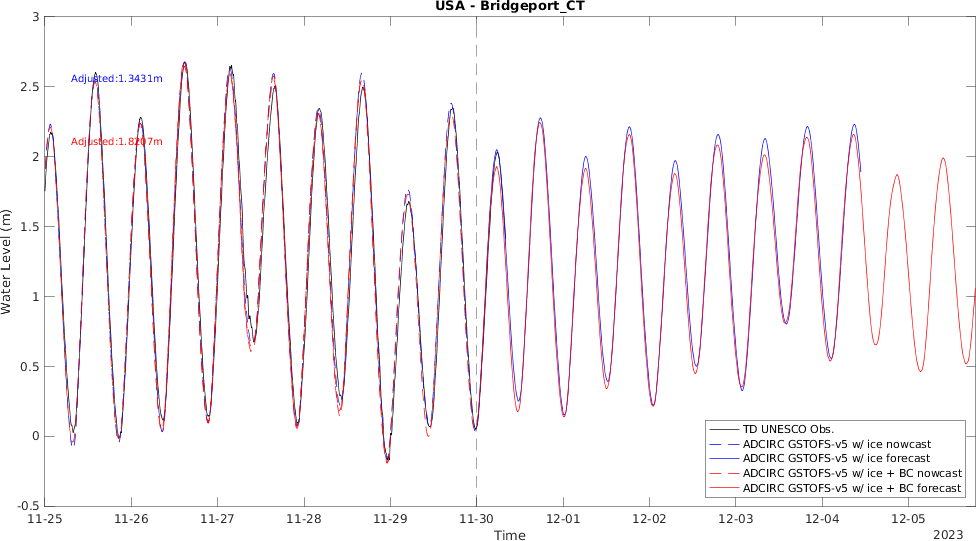 USA - Bridgeport_CT
3
2.5
2
1.5
1
0.5
0
-0.5
Water Level (m)
Adjusted:1.3431m
Adjusted:1.8207m
TD UNESCO Obs.
ADCIRC GSTOFS-v5 w/ ice nowcast
ADCIRC GSTOFS-v5 w/ ice forecast
ADCIRC GSTOFS-v5 w/ ice + BC nowcast
ADCIRC GSTOFS-v5 w/ ice + BC forecast
11-25 11-26 11-27 11-28 11-29 11-30 12-01 12-02 12-03 12-04 12-05
Time
2023